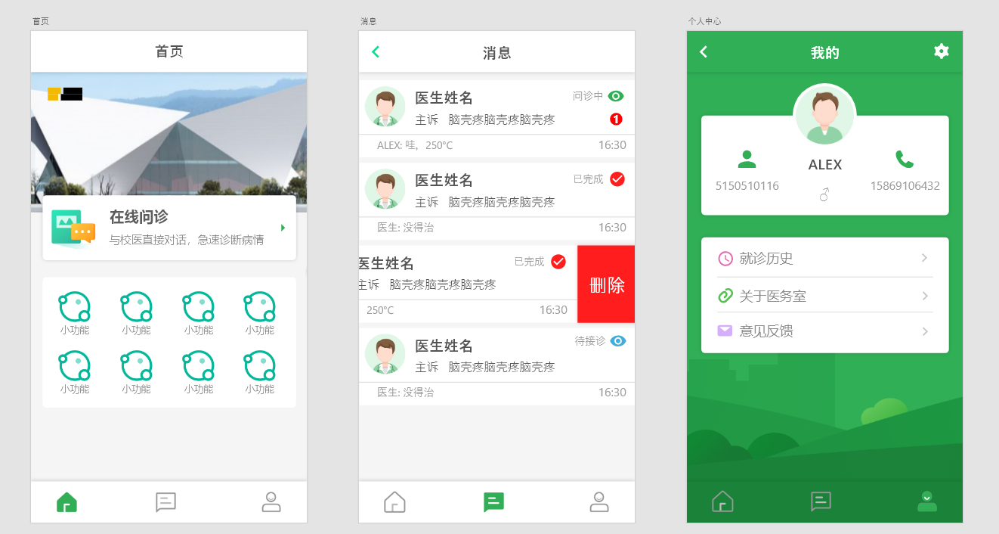 首页
首页
在线问诊
与校医直接对话，急速诊断病情
小功能 小功能 小功能 小功能
小功能 小功能 小功能 小功能
消息
消息
医生姓名 问诊中
主诉 脑壳疼脑壳疼脑壳疼 1
ALEX: 哇，250℃ 16:30
医生姓名 已完成
主诉 脑壳疼脑壳疼脑壳疼
医生: 没得治 16:30
医生姓名 已完成
主诉 脑壳疼脑壳疼脑壳疼 删除
250℃ 16:30
医生姓名 待接诊
主诉 脑壳疼脑壳疼脑壳疼
医生: 没得治 16:30
个人中心
我的
ALEX
5150510116 15869106432
就诊历史
关于医务室
意见反馈